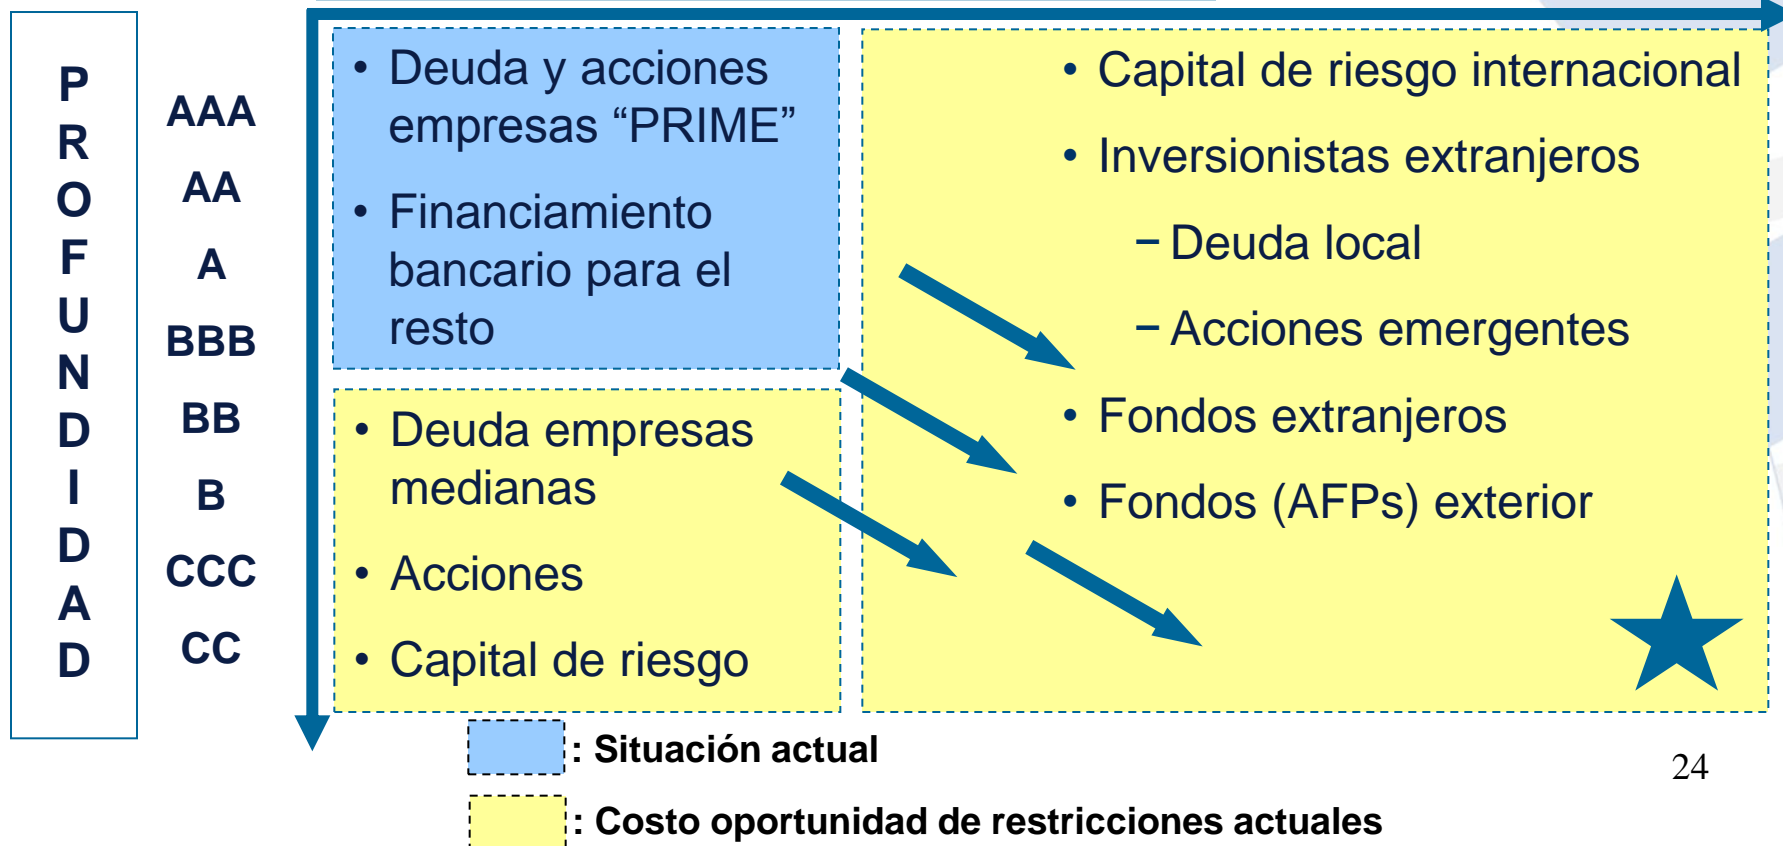 PROFUNDIDAD
AAA
AA
A
BBB
BB
B
CCC
CC
• Deuda y acciones
empresas “PRIME”
• Financiamiento
bancario para el
resto
• Deuda empresas
medianas
• Acciones
• Capital de riesgo
• Capital de riesgo internacional
• Inversionistas extranjeros
– Deuda local
– Acciones emergentes
• Fondos extranjeros
• Fondos (AFPs) exterior
: Situación actual
: Costo oportunidad de restricciones actuales
24